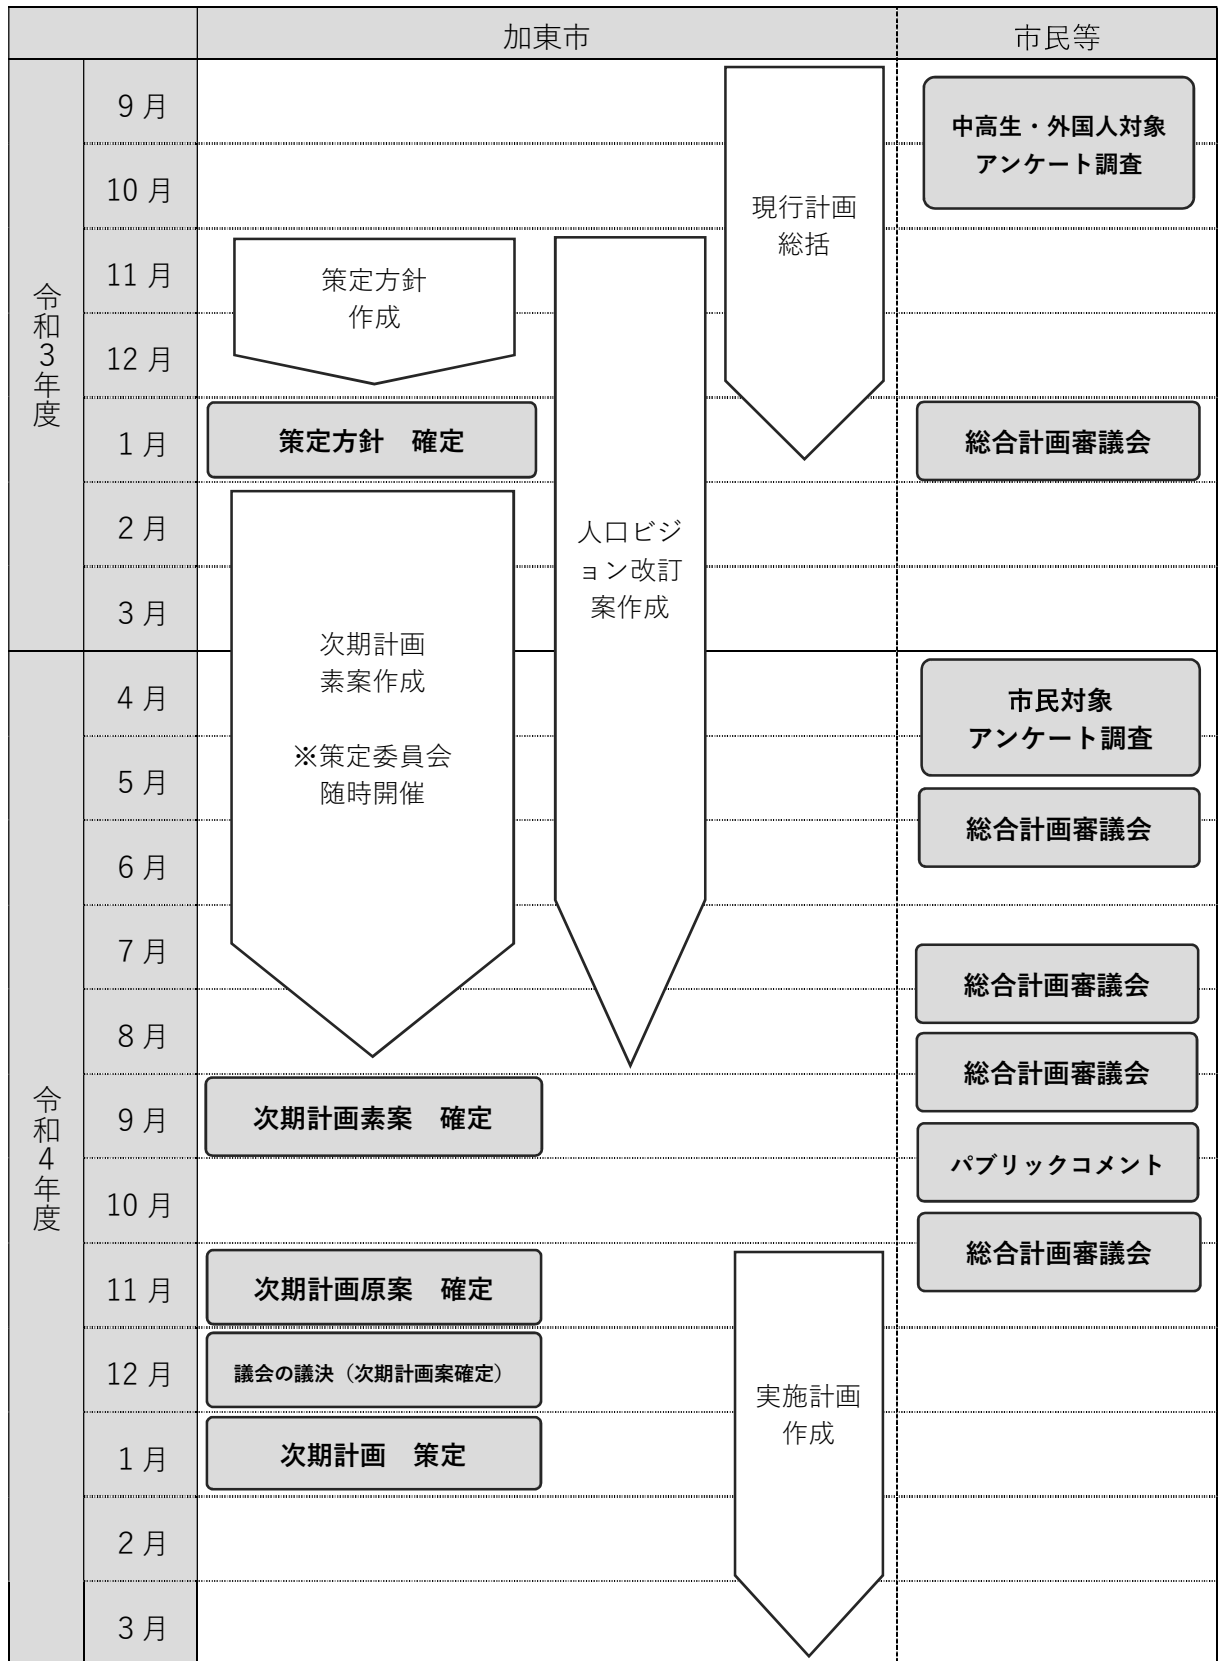 加東市
市民等
令和3年度
9月
中高生・外国人対象
アンケート調査
10月
現行計画
総括
11月
策定方針
作成
12月
1月
策定方針　確定
総合計画審議会
2月
人口ビジ
ョン改訂
案作成
3月
次期計画
素案作成
※策定委員会
随時開催
令和4年度
4月
市民対象
アンケート調査
5月
総合計画審議会
6月
7月
総合計画審議会
8月
総合計画審議会
9月
次期計画素案　確定
パブリックコメント
10月
総合計画審議会
11月
次期計画原案　確定
12月
議会の議決（次期計画案確定）
実施計画
作成
1月
次期計画　策定
2月
3月